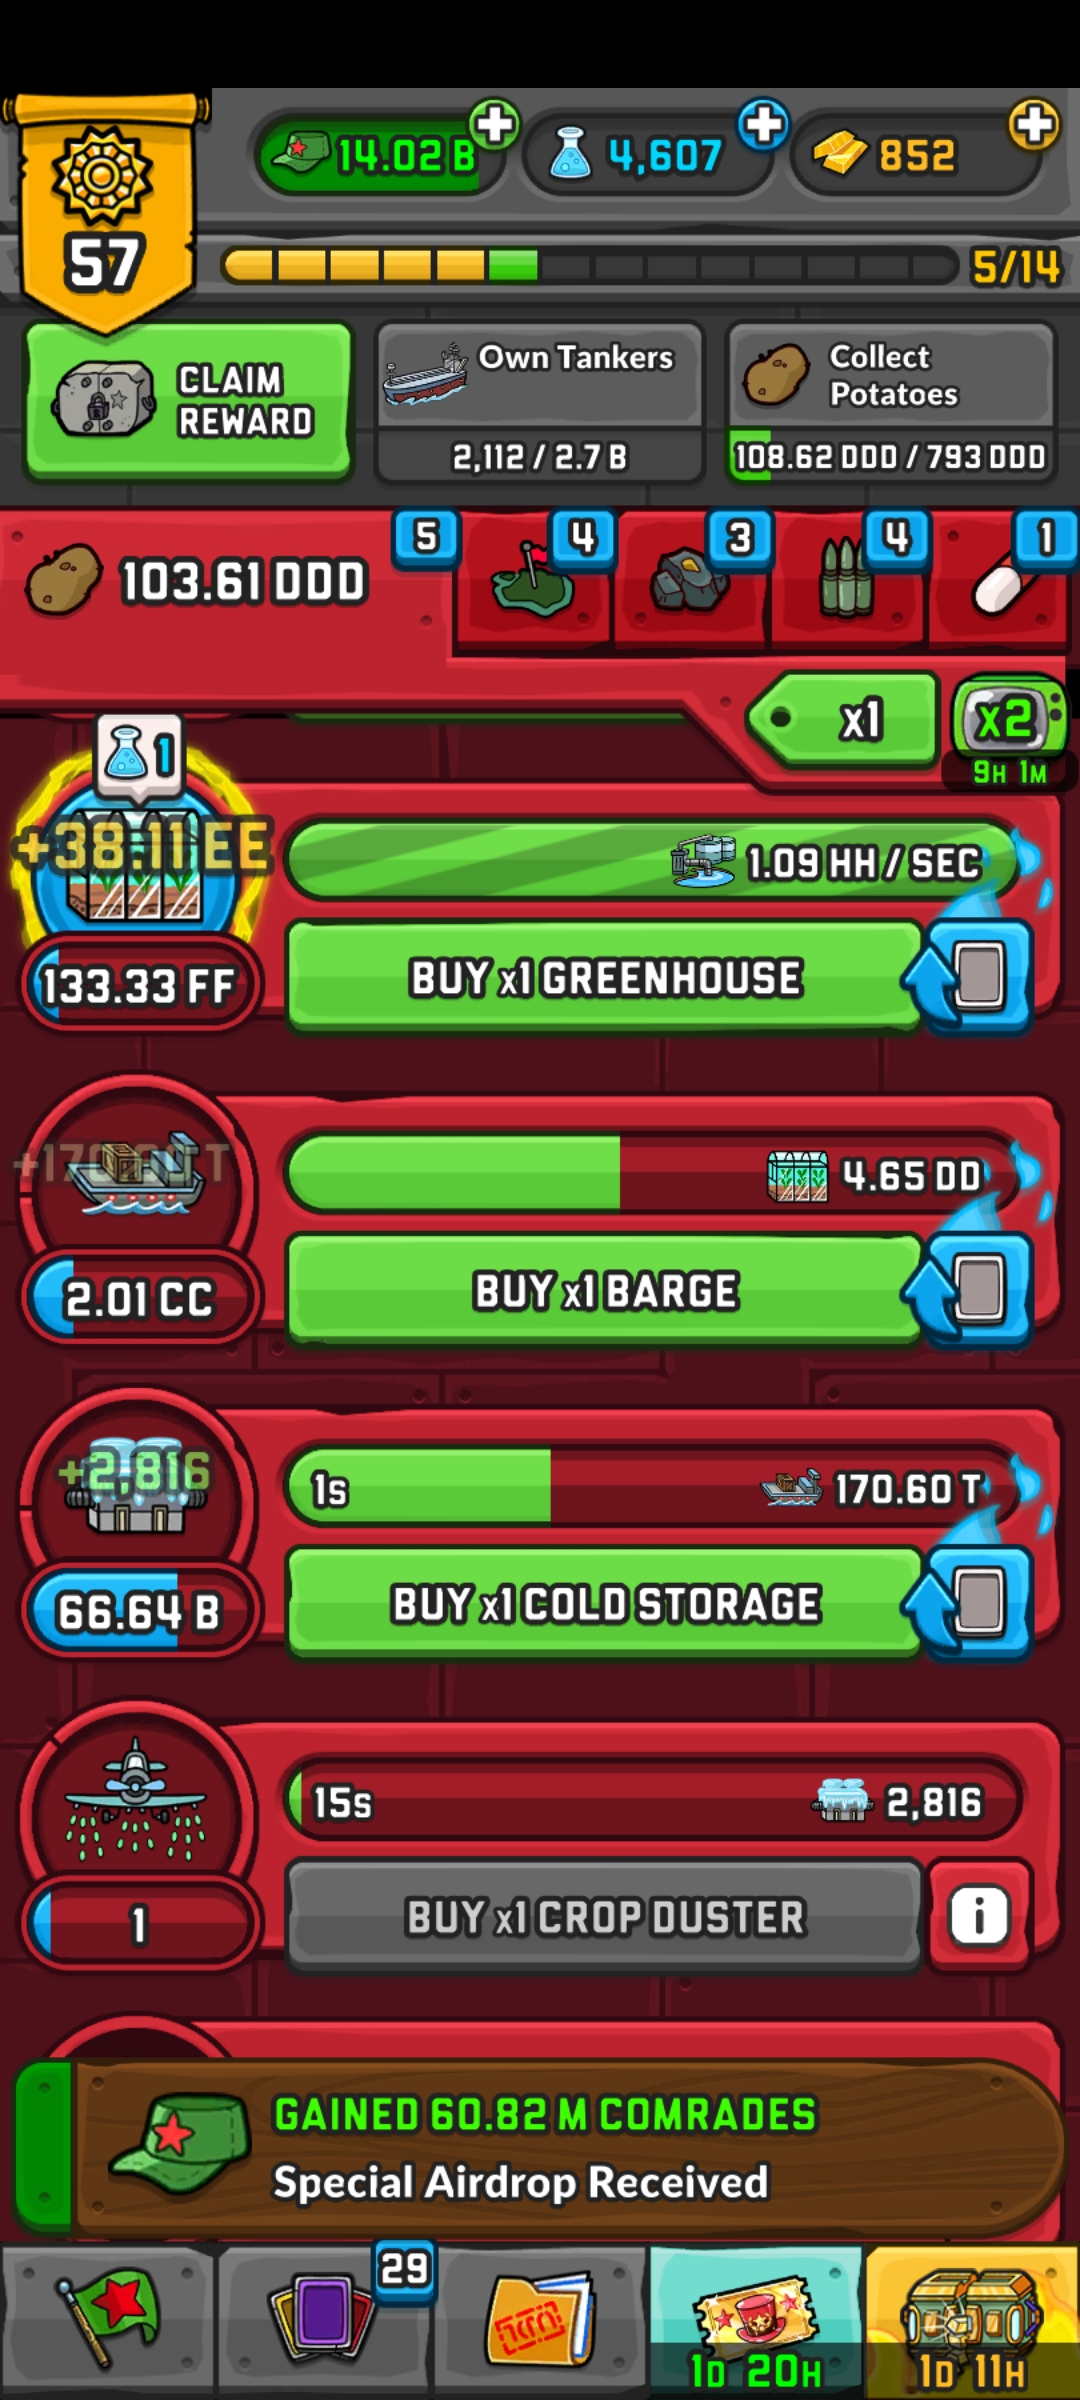 14.02 B
4,607
852
57
5/14
CLAIM
REWARD
Own Tankers
2,112 / 2.7 B
Collect
Potatoes
108.62 DDD / 793 DDD
103.61 DDD
5
4
3
4
1
x1
x2
9H 1M
1
+38.11 EE
1.09 HH / SEC
133.33 FF
BUY x1 GREENHOUSE
4.65 DD
2.01 CC
BUY x1 BARGE
+2,816
1s
170.60 T
66.64 B
BUY x1 COLD STORAGE
15s
2,816
1
BUY x1 CROP DUSTER
i
GAINED 60.82 M COMRADES
Special Airdrop Received
29
1D 20H
1D 11H